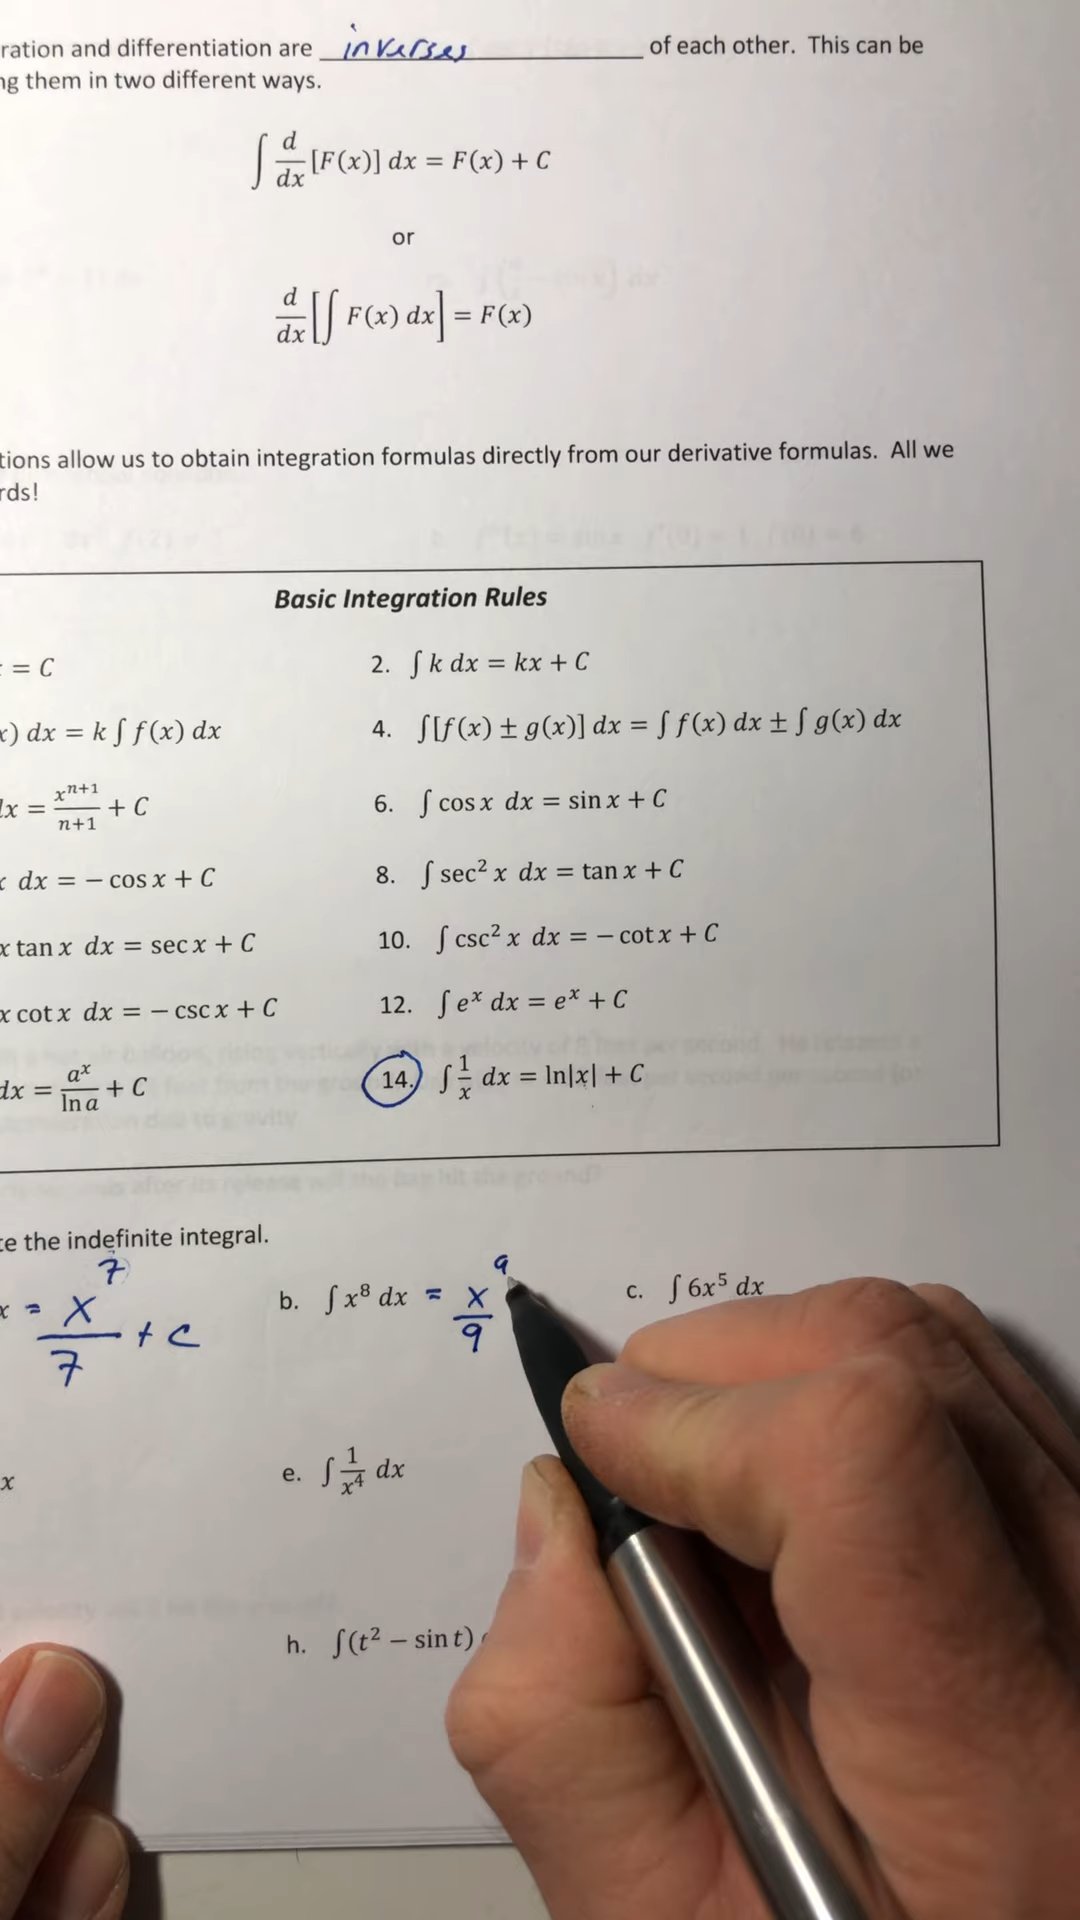 ration and differentiation are inverses of each other. This can be
ng them in two different ways.
∫ d/dx [F(x)] dx = F(x) + C
or
d/dx [∫ F(x) dx] = F(x)
tions allow us to obtain integration formulas directly from our derivative formulas. All we
rds!
Basic Integration Rules
= C 2. ∫ k dx = kx + C
x) dx = k ∫ f(x) dx 4. ∫[f(x) ± g(x)] dx = ∫ f(x) dx ± ∫ g(x) dx
dx = xⁿ⁺¹/n+1 + C 6. ∫ cos x dx = sin x + C
x dx = − cos x + C 8. ∫ sec² x dx = tan x + C
x tan x dx = sec x + C 10. ∫ csc² x dx = − cot x + C
x cot x dx = − csc x + C 12. ∫ eˣ dx = eˣ + C
dx = aˣ/ln a + C 14. ∫ 1/x dx = ln|x| + C
te the indefinite integral.
x = x⁷/7 + C b. ∫ x⁸ dx = x⁹/9 c. ∫ 6x⁵ dx
x e. ∫ 1/x⁴ dx
h. ∫(t² − sin t)